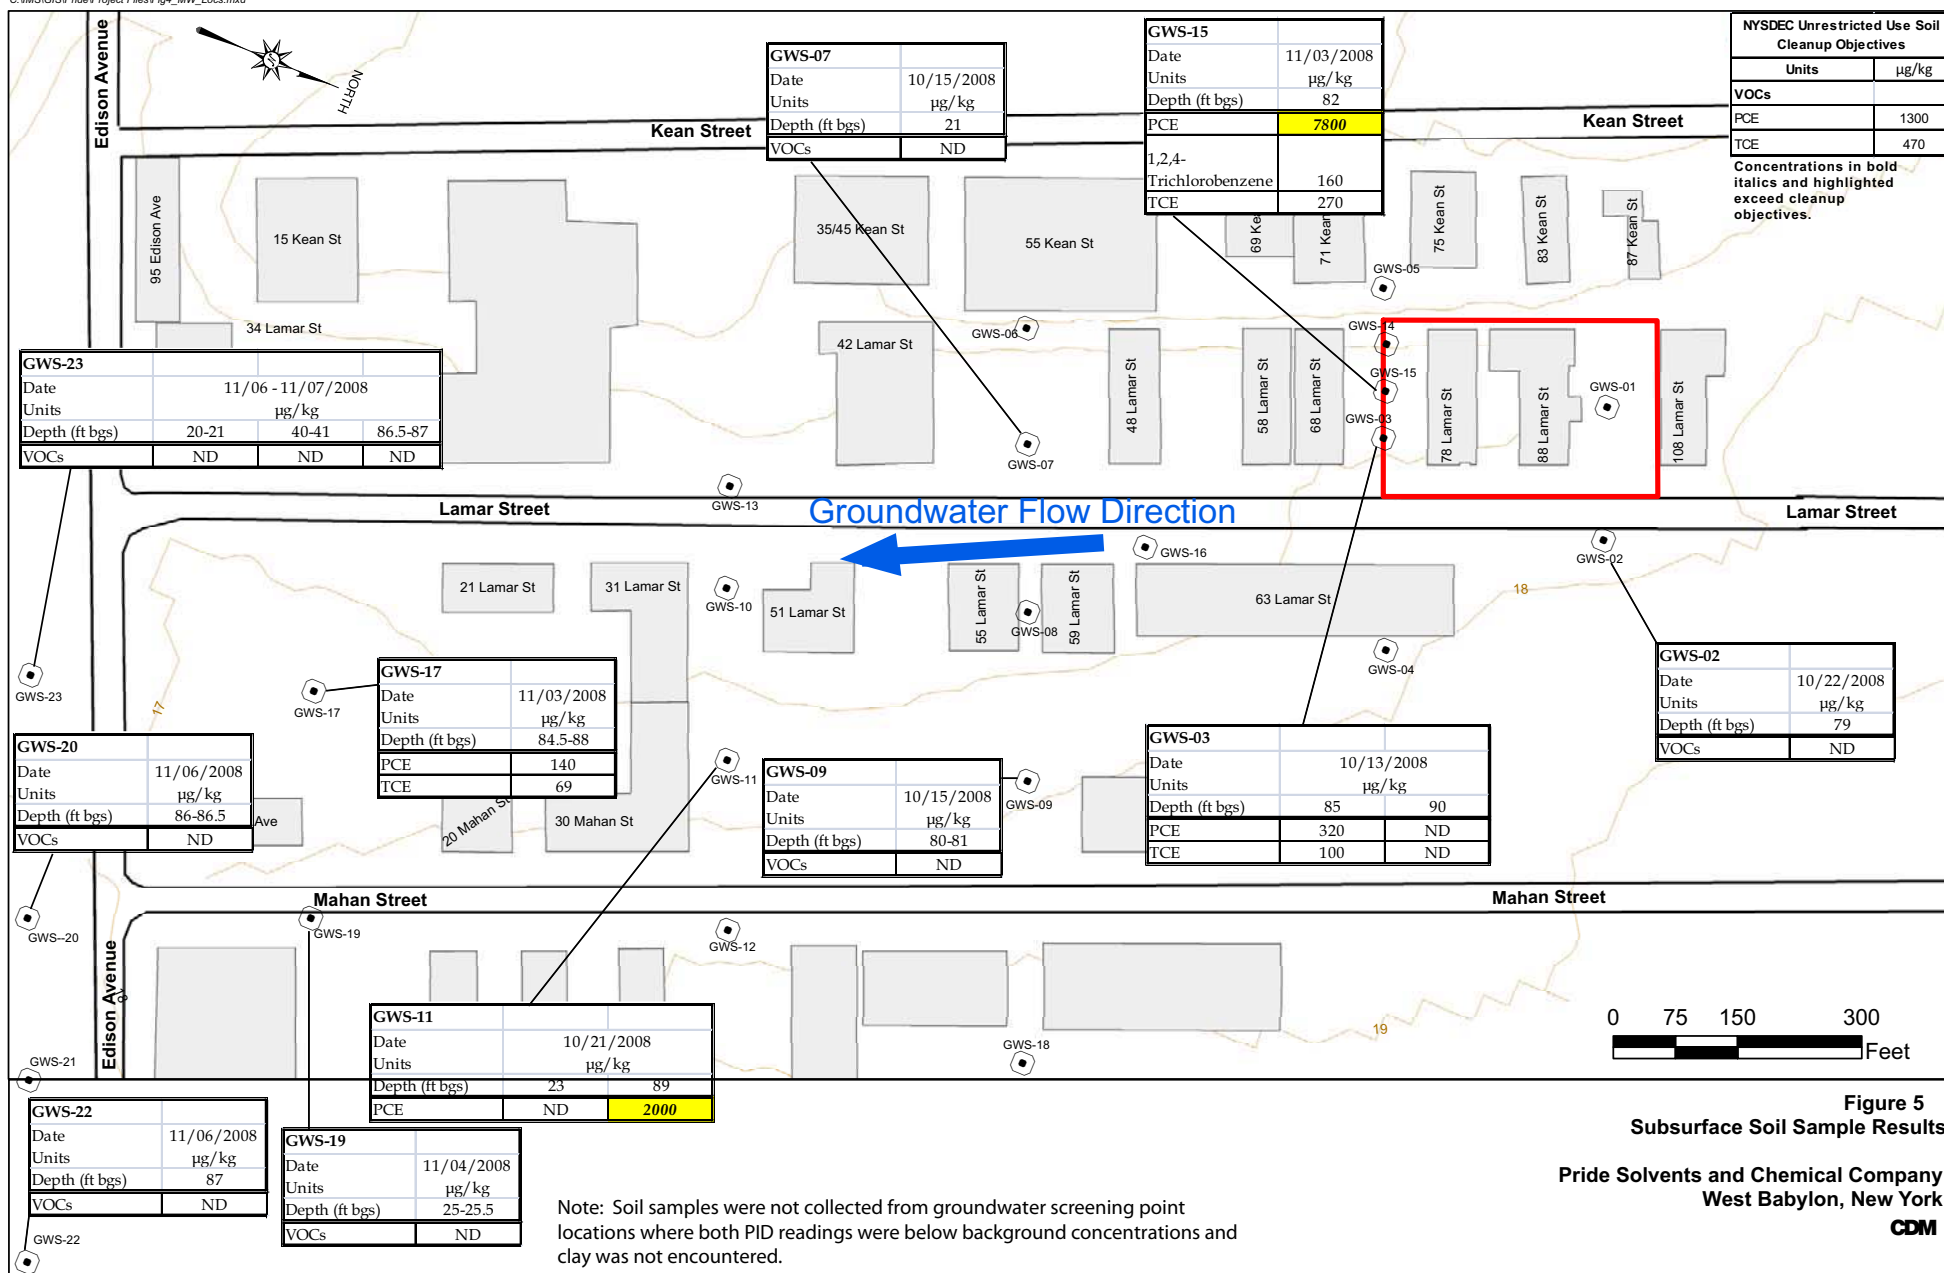 C:\IMS\GIS\Pride\Project Files\Fig4_MW_Locs.mxd
Edison Avenue
NORTH
N
Kean Street
Kean Street
GWS-07
Date 10/15/2008
Units µg/kg
Depth (ft bgs) 21
VOCs ND
GWS-15
Date 11/03/2008
Units µg/kg
Depth (ft bgs) 82
PCE 7800
1,2,4-
Trichlorobenzene 160
TCE 270
NYSDEC Unrestricted Use Soil
Cleanup Objectives
Units µg/kg
VOCs
PCE 1300
TCE 470
Concentrations in bold
italics and highlighted
exceed cleanup
objectives.
95 Edison Ave
15 Kean St
34 Lamar St
35/45 Kean St
55 Kean St
69 Kea
71 Kean
75 Kean St
83 Kean St
87 Kean St
GWS-05
GWS-06
GWS-14
GWS-15
GWS-03
GWS-01
42 Lamar St
48 Lamar St
58 Lamar St
68 Lamar St
78 Lamar St
88 Lamar St
108 Lamar St
GWS-23
Date 11/06 - 11/07/2008
Units µg/kg
Depth (ft bgs) 20-21 40-41 86.5-87
VOCs ND ND ND
GWS-07
GWS-13
Lamar Street
Groundwater Flow Direction
Lamar Street
GWS-16
GWS-02
21 Lamar St
31 Lamar St
GWS-10
51 Lamar St
55 Lamar St
GWS-08
59 Lamar St
63 Lamar St
18
GWS-04
GWS-23
17
GWS-17
GWS-17
Date 11/03/2008
Units µg/kg
Depth (ft bgs) 84.5-88
PCE 140
TCE 69
GWS-02
Date 10/22/2008
Units µg/kg
Depth (ft bgs) 79
VOCs ND
GWS-20
Date 11/06/2008
Units µg/kg
Depth (ft bgs) 86-86.5
VOCs ND
Ave
20 Mahan St
30 Mahan St
GWS-11
GWS-09
Date 10/15/2008
Units µg/kg
Depth (ft bgs) 80-81
VOCs ND
GWS-09
GWS-03
Date 10/13/2008
Units µg/kg
Depth (ft bgs) 85 90
PCE 320 ND
TCE 100 ND
Mahan Street
Mahan Street
GWS--20
GWS-19
GWS-12
Edison Avenue
18
GWS-21
GWS-11
Date 10/21/2008
Units µg/kg
Depth (ft bgs) 23 89
PCE ND 2000
GWS-18
19
0 75 150 300
Feet
GWS-22
Date 11/06/2008
Units µg/kg
Depth (ft bgs) 87
VOCs ND
GWS-22
GWS-19
Date 11/04/2008
Units µg/kg
Depth (ft bgs) 25-25.5
VOCs ND
Note: Soil samples were not collected from groundwater screening point
locations where both PID readings were below background concentrations and
clay was not encountered.
Figure 5
Subsurface Soil Sample Results
Pride Solvents and Chemical Company
West Babylon, New York
CDM